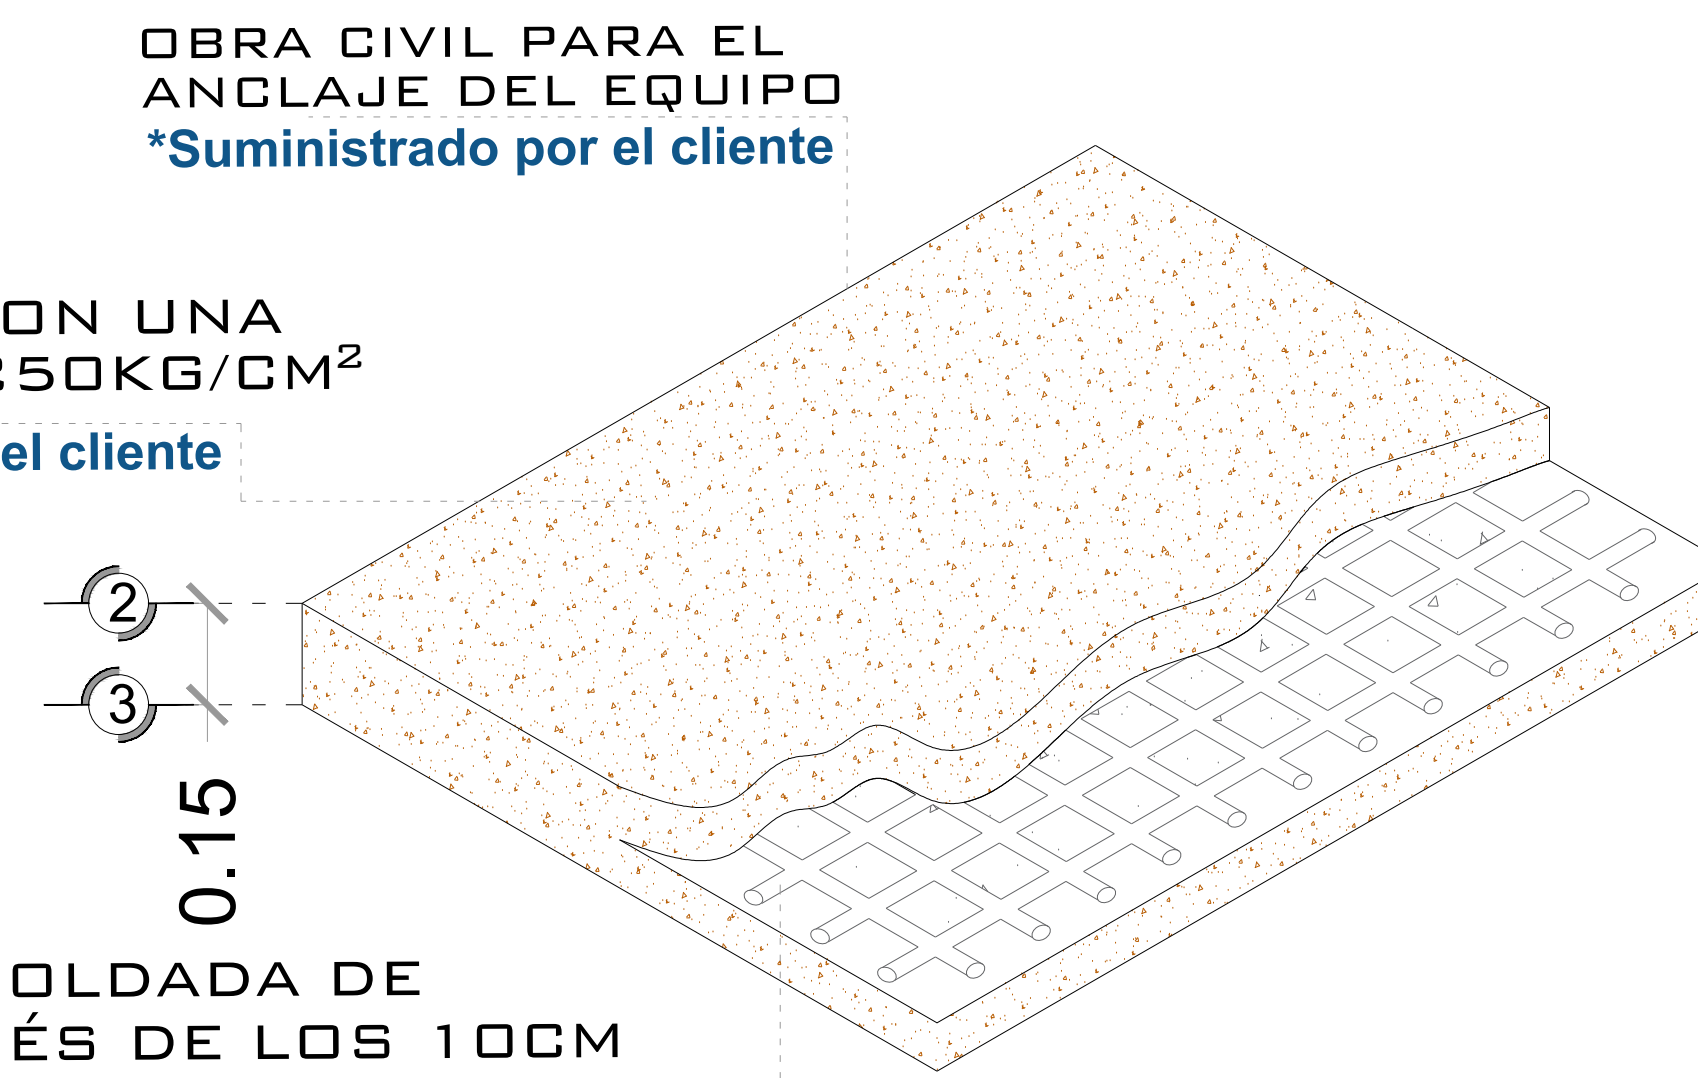 OBRA CIVIL PARA EL
ANCLAJE DEL EQUIPO
*Suministrado por el cliente
ON UNA
250KG/CM²
el cliente
2
3
0.15
OLDADA DE
ÉS DE LOS 10CM